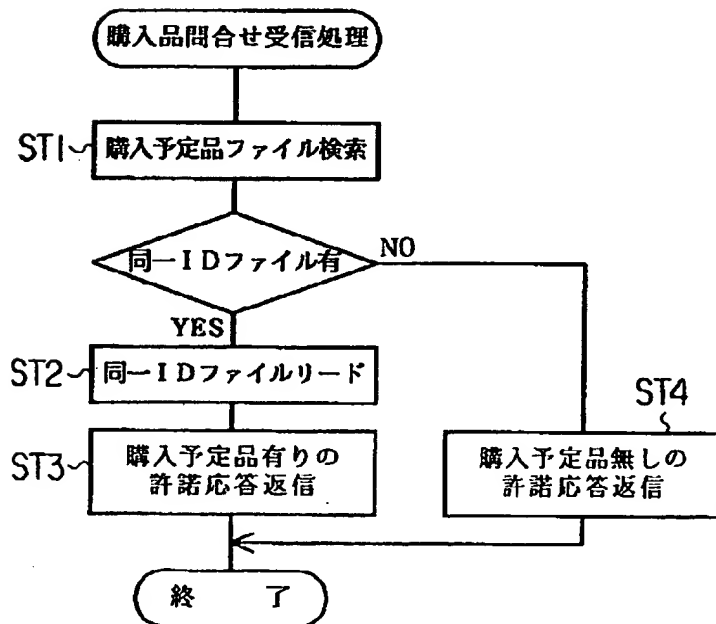 購入品問合せ受信処理
ST1
購入予定品ファイル検索
同一IDファイル有
NO
YES
ST2
同一IDファイルリード
ST3
購入予定品有りの
許諾応答返信
ST4
購入予定品無しの
許諾応答返信
終 了